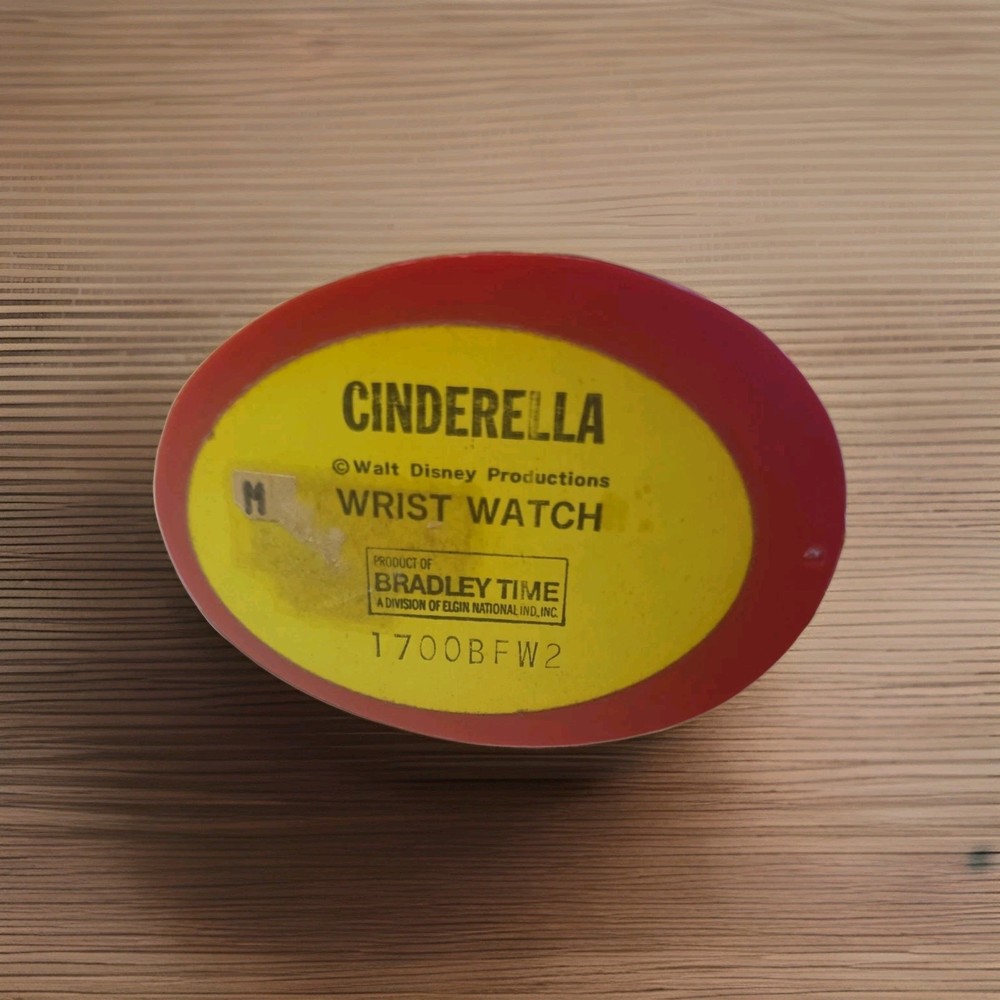 CINDERELLA
©Walt Disney Productions
WRIST WATCH
M
PRODUCT OF
BRADLEY TIME
A DIVISION OF ELGIN NATIONAL IND., INC.
1700BFW2